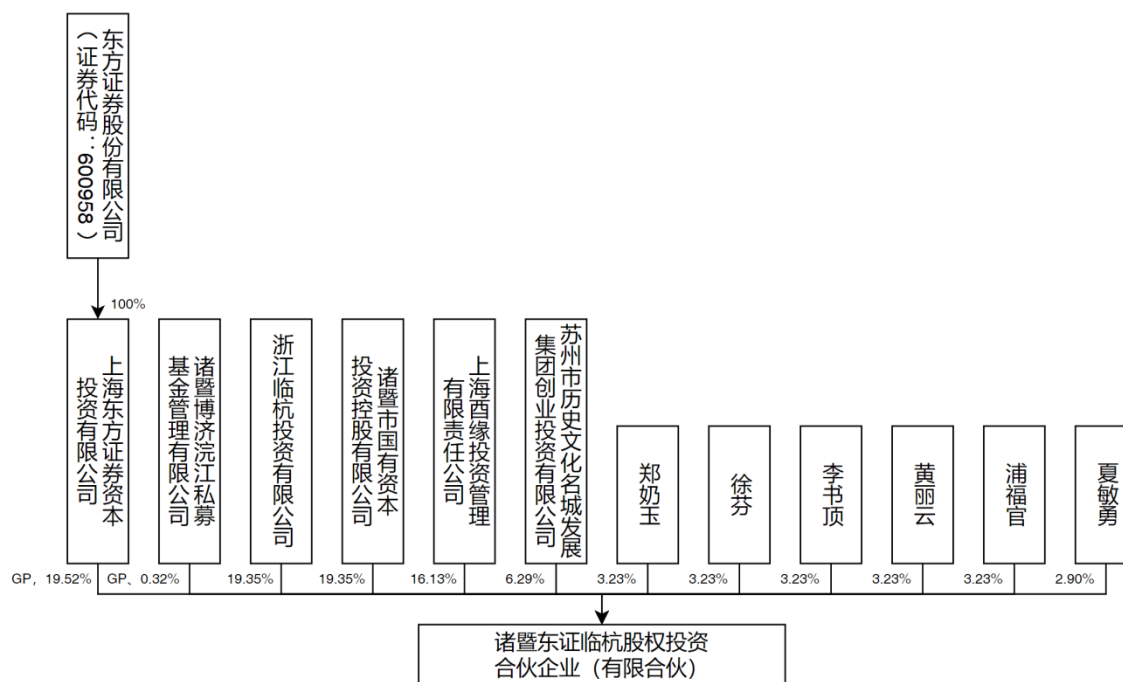 东方证券股份有限公司
（证券代码：600958）
100%
上海东方证券资本
投资有限公司
诸暨博济浣江私募
基金管理有限公司
浙江临杭投资有限公司
诸暨市国有资本
投资控股有限公司
上海酉缘投资管理
有限责任公司
苏州市历史文化名城发展
集团创业投资有限公司
郑奶玉
徐芬
李书顶
黄丽云
浦福官
夏敏勇
GP，19.52%
GP、0.32%
19.35%
19.35%
16.13%
6.29%
3.23%
3.23%
3.23%
3.23%
3.23%
2.90%
诸暨东证临杭股权投资
合伙企业（有限合伙）